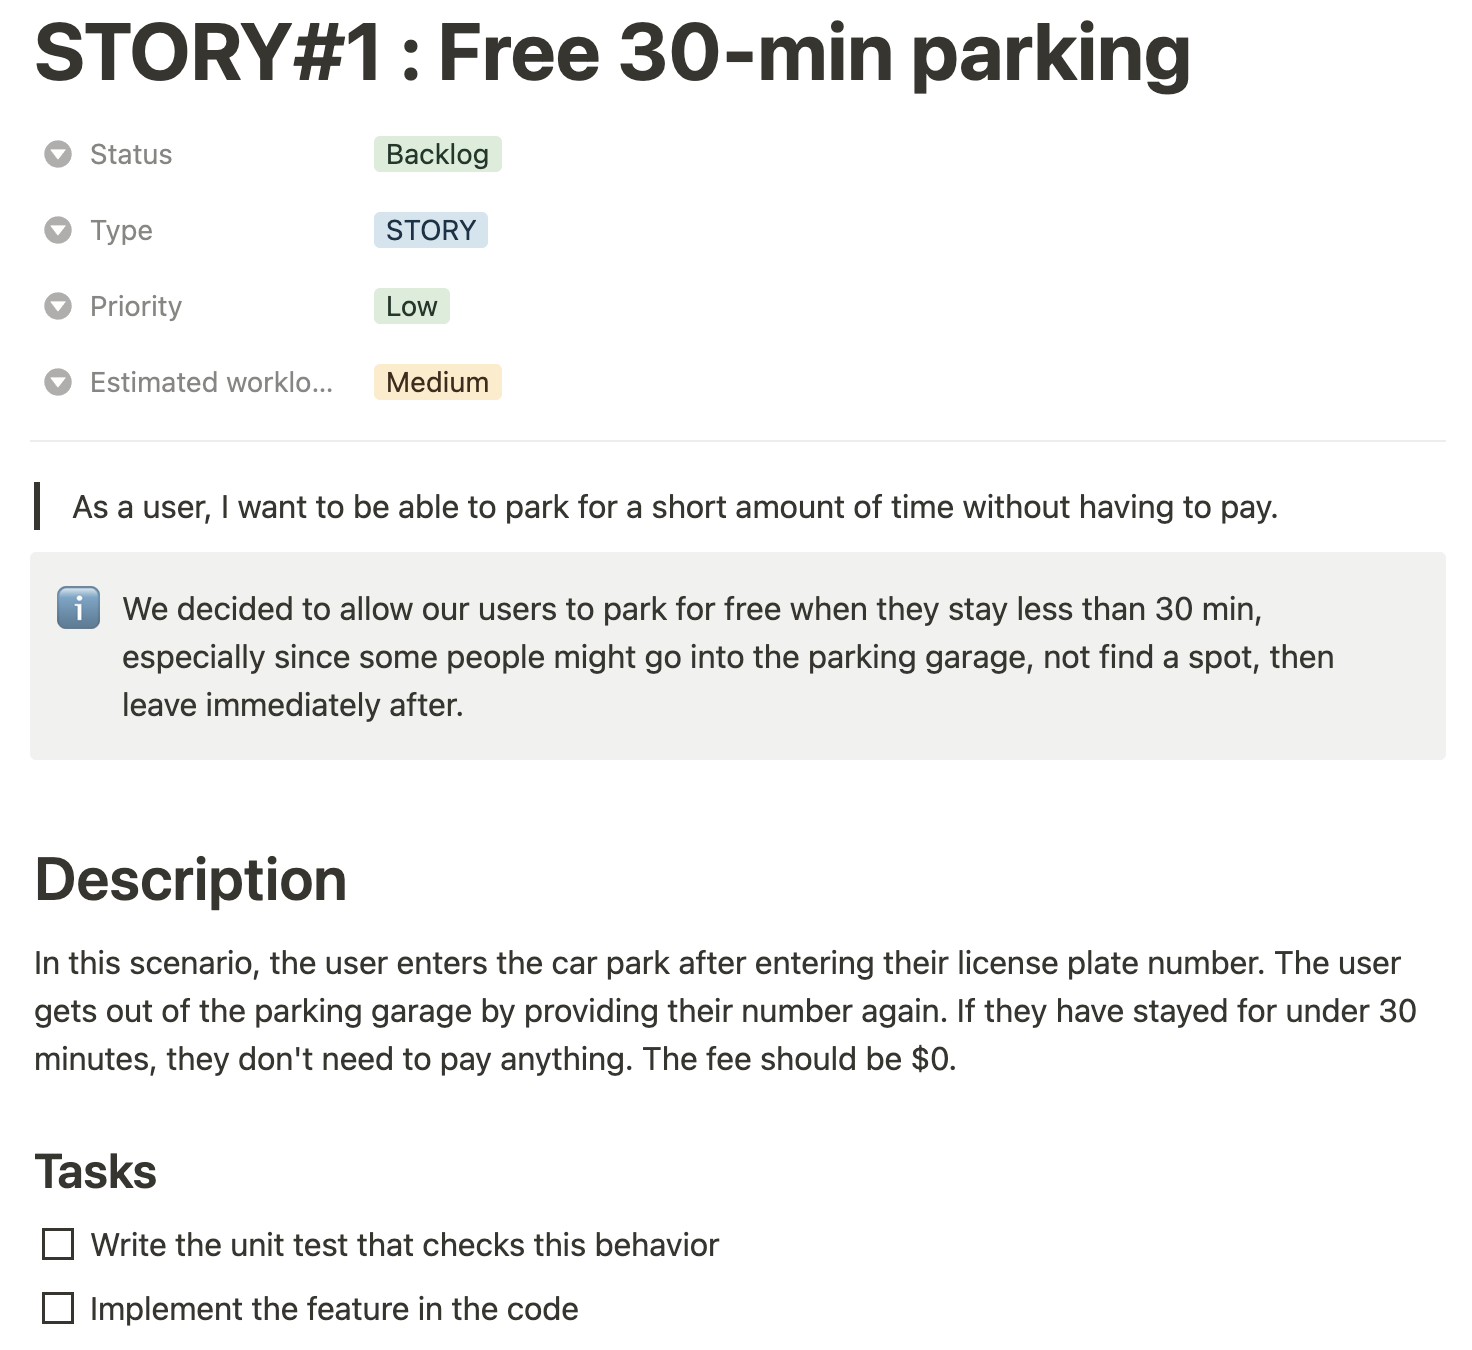 STORY#1 : Free 30-min parking
Status Backlog
Type STORY
Priority Low
Estimated worklo... Medium
As a user, I want to be able to park for a short amount of time without having to pay.
We decided to allow our users to park for free when they stay less than 30 min,
especially since some people might go into the parking garage, not find a spot, then
leave immediately after.
Description
In this scenario, the user enters the car park after entering their license plate number. The user
gets out of the parking garage by providing their number again. If they have stayed for under 30
minutes, they don't need to pay anything. The fee should be $0.
Tasks
Write the unit test that checks this behavior
Implement the feature in the code